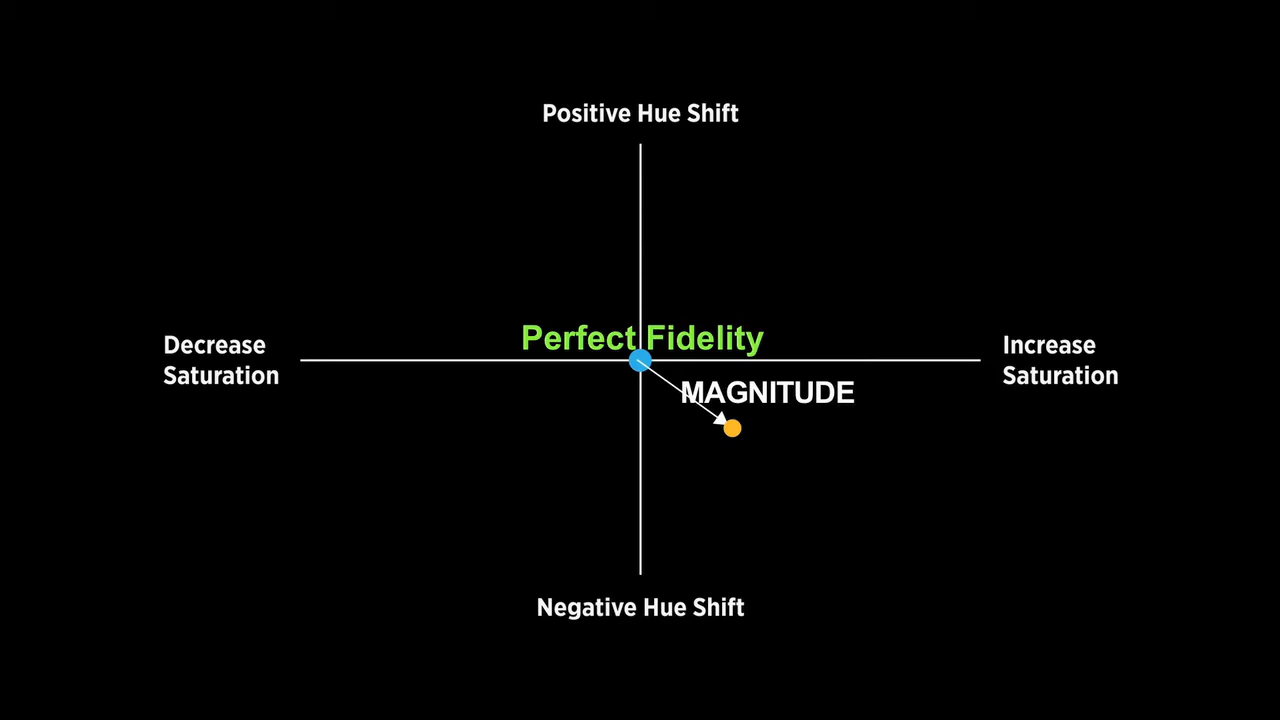 Positive Hue Shift
Perfect Fidelity
Decrease
Saturation
Increase
Saturation
MAGNITUDE
Negative Hue Shift